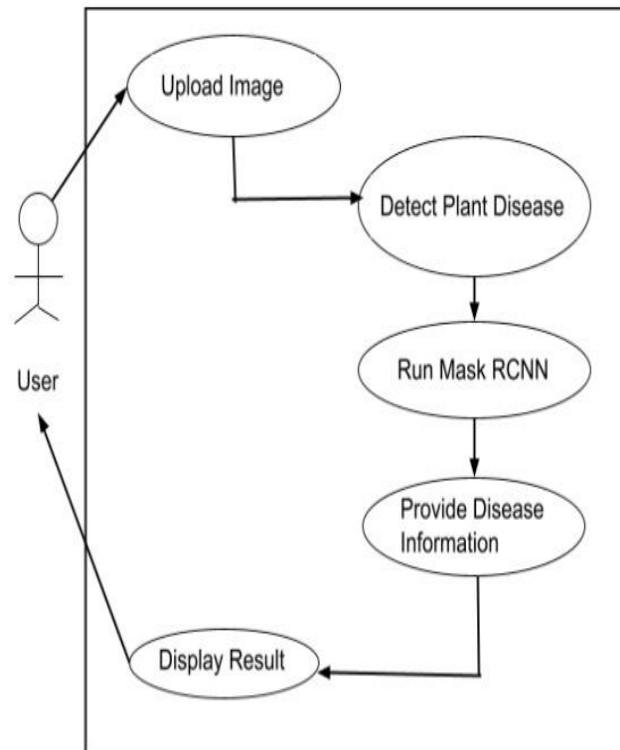 Upload Image
Detect Plant Disease
Run Mask RCNN
User
Provide Disease
Information
Display Result